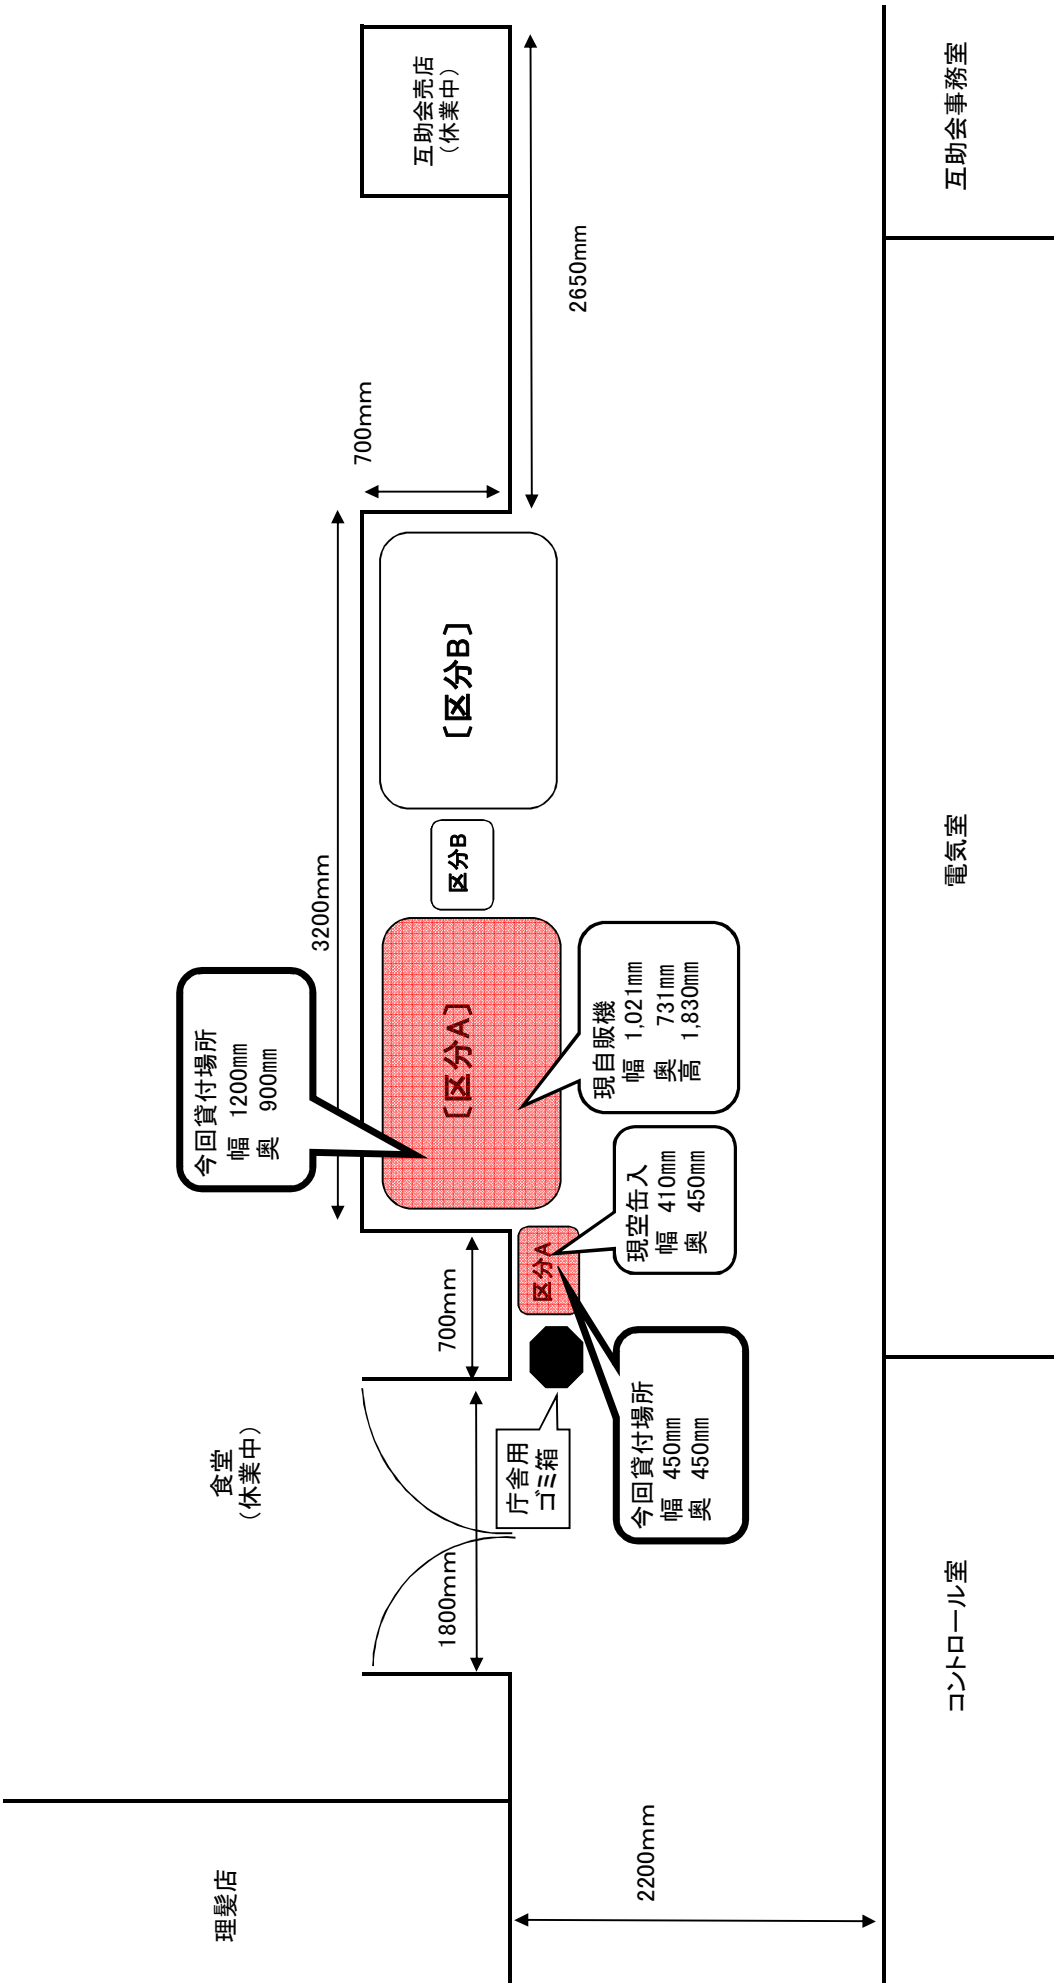 互助会売店
（休業中）
互助会事務室
2650mm
700mm
3200mm
〔区分B〕
区分B
電気室
今回貸付場所
幅　1200mm
奥　900mm
〔区分A〕
現自販機
幅　1,021mm
奥　731mm
高　1,830mm
現空缶入
幅　410mm
奥　450mm
区分A
700mm
今回貸付場所
幅　450mm
奥　450mm
庁舎用
ゴミ箱
食堂
（休業中）
1800mm
コントロール室
2200mm
理髪店